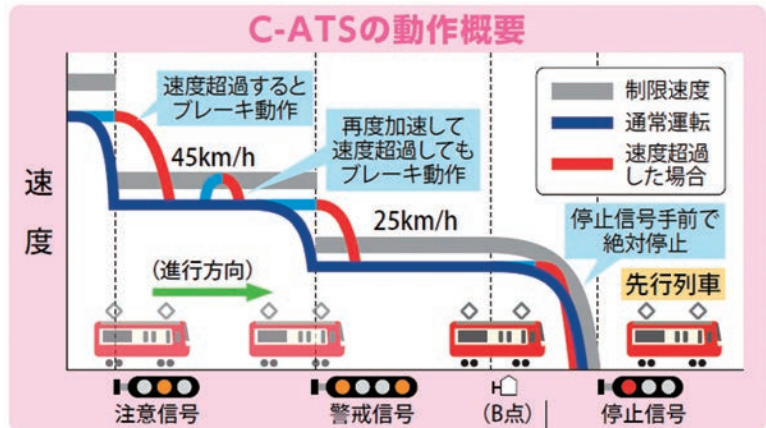 C-ATSの動作概要
速度超過すると
ブレーキ動作
再度加速して
速度超過しても
ブレーキ動作
制限速度
通常運転
速度超過
した場合
45km/h
25km/h
速度
停止信号手前で
絶対停止
(進行方向)
先行列車
注意信号
警戒信号
(B点)
停止信号